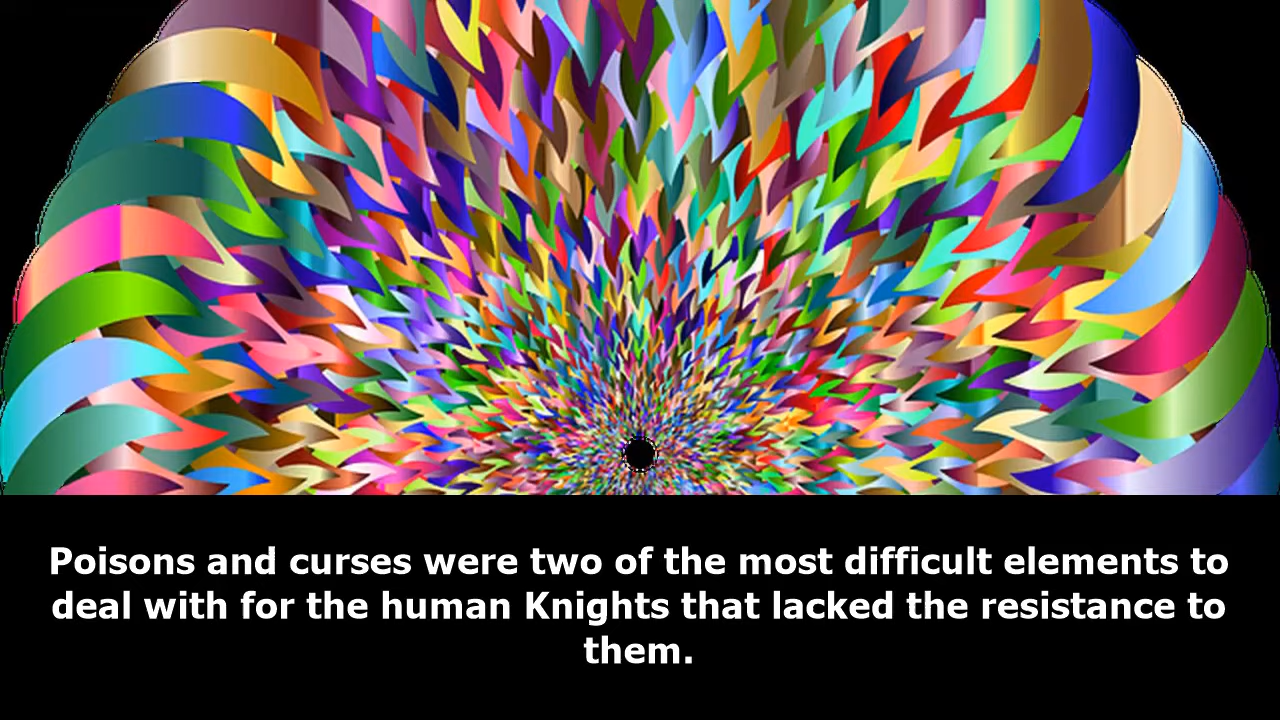 Poisons and curses were two of the most difficult elements to
deal with for the human Knights that lacked the resistance to
them.